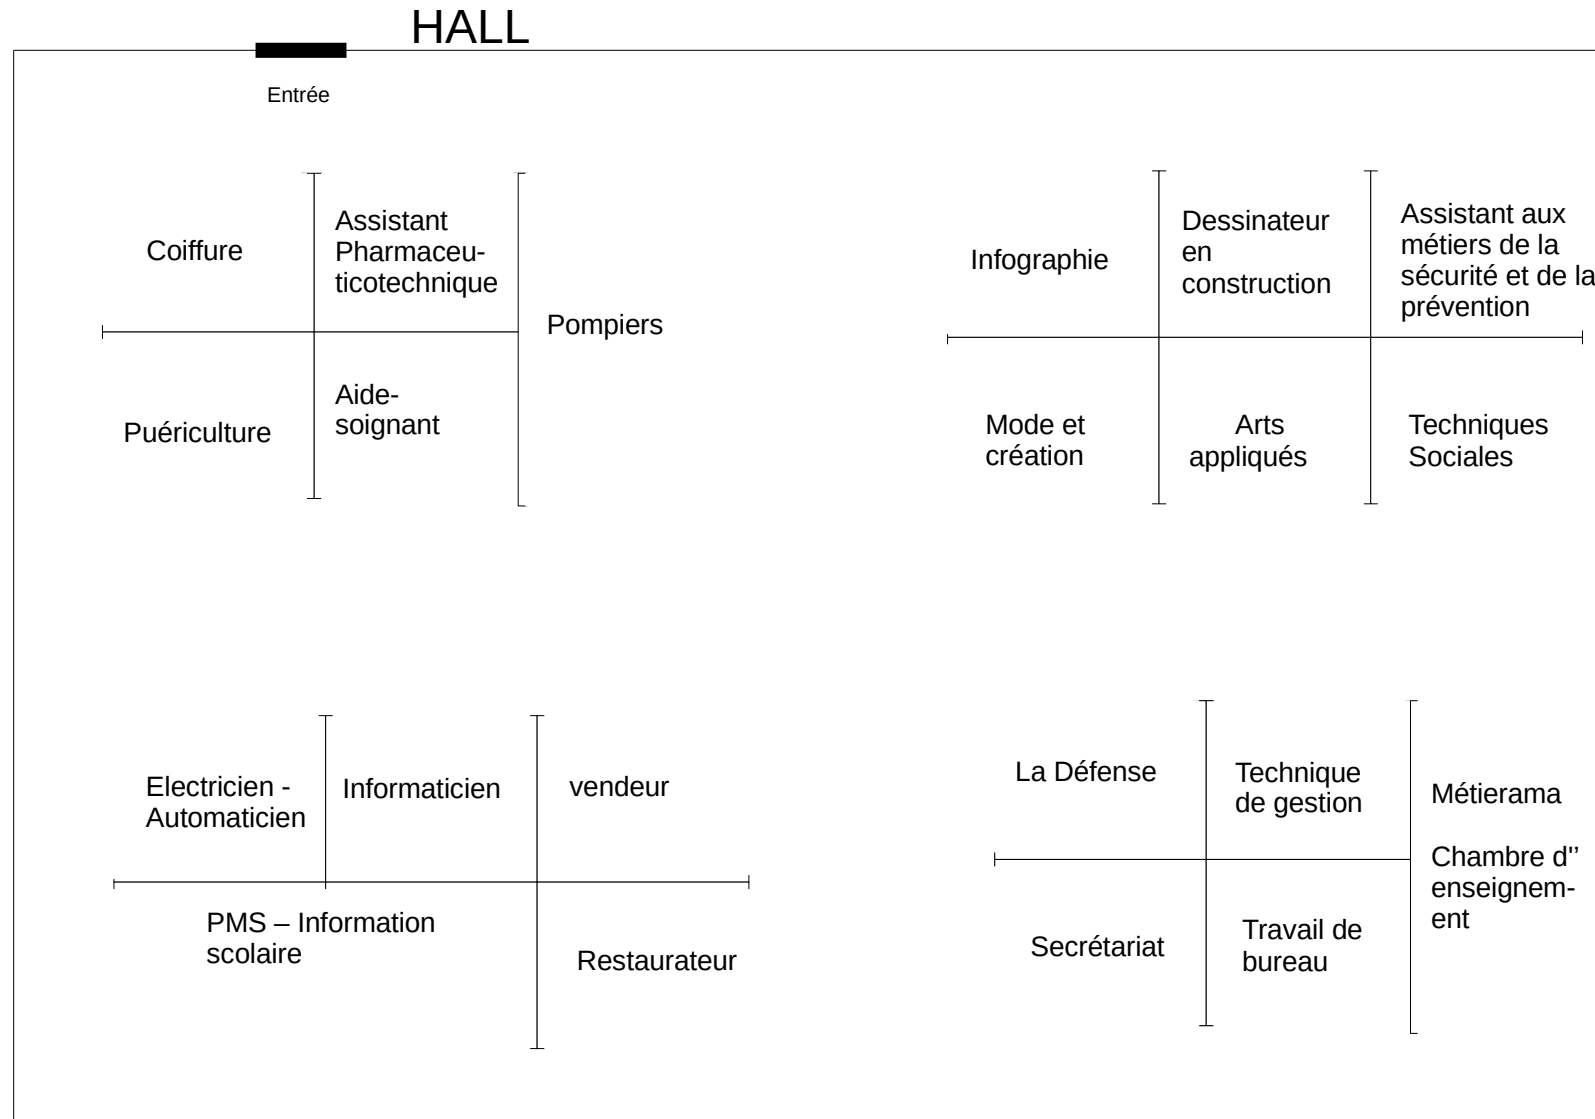 HALL
Entrée
Coiffure
Assistant
Pharmaceu-
ticotechnique
Pompiers
Puériculture
Aide-
soignant
Infographie
Dessinateur
en
construction
Assistant aux
métiers de la
sécurité et de la
prévention
Mode et
création
Arts
appliqués
Techniques
Sociales
Electricien -
Automaticien
Informaticien
vendeur
PMS – Information
scolaire
Restaurateur
La Défense
Technique
de gestion
Métierama
Chambre d''
enseignem-
ent
Secrétariat
Travail de
bureau